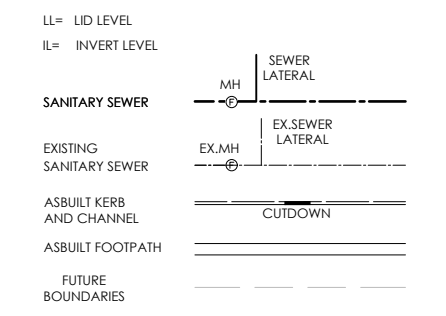 LL= LID LEVEL
IL= INVERT LEVEL
SEWER
LATERAL
MH
SANITARY SEWER
F
EX.SEWER
LATERAL
EXISTING
SANITARY SEWER
EX.MH
F
ASBUILT KERB
AND CHANNEL
CUTDOWN
ASBUILT FOOTPATH
FUTURE
BOUNDARIES